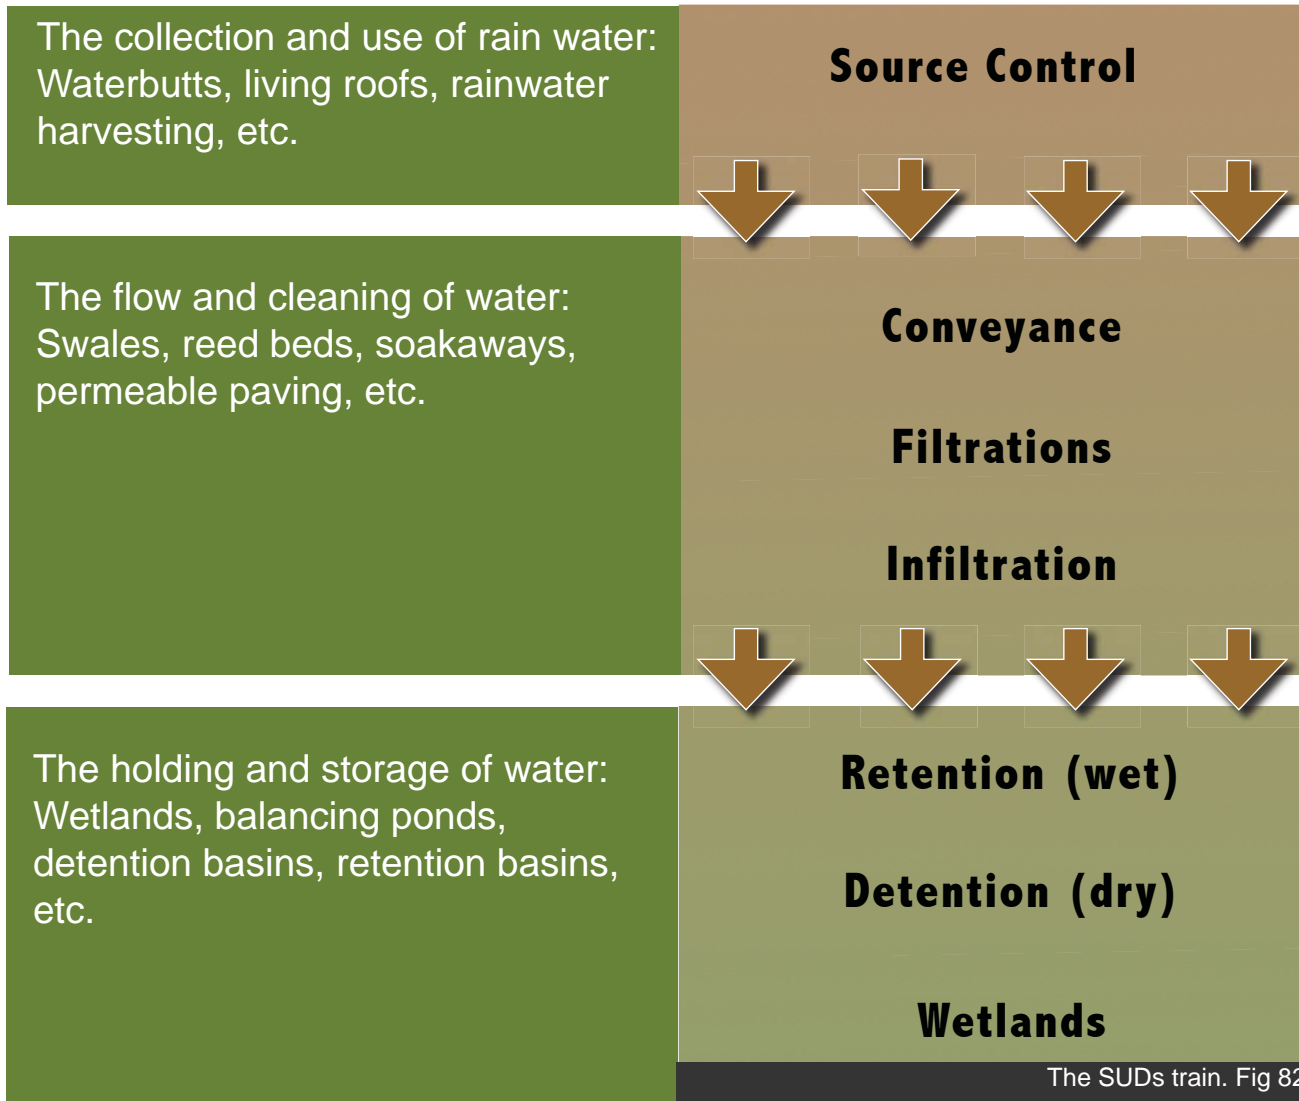 The collection and use of rain water:
Waterbutts, living roofs, rainwater
harvesting, etc.
Source Control
The flow and cleaning of water:
Swales, reed beds, soakaways,
permeable paving, etc.
Conveyance
Filtrations
Infiltration
The holding and storage of water:
Wetlands, balancing ponds,
detention basins, retention basins,
etc.
Retention (wet)
Detention (dry)
Wetlands
The SUDs train. Fig 82